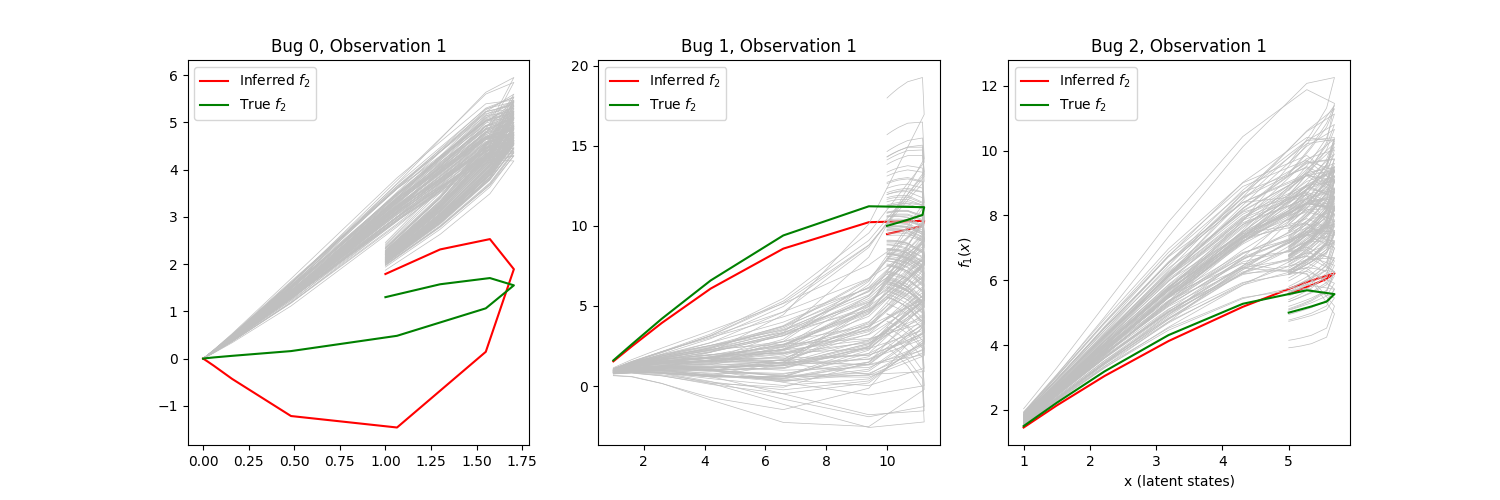 Bug 0, Observation 1
Inferred f₂
True f₂
6
5
4
3
2
1
0
−1
0.00 0.25 0.50 0.75 1.00 1.25 1.50 1.75
Bug 1, Observation 1
Inferred f₂
True f₂
20
15
10
5
0
2 4 6 8 10
Bug 2, Observation 1
Inferred f₂
True f₂
f₁(x)
12
10
8
6
4
2
1 2 3 4 5
x (latent states)